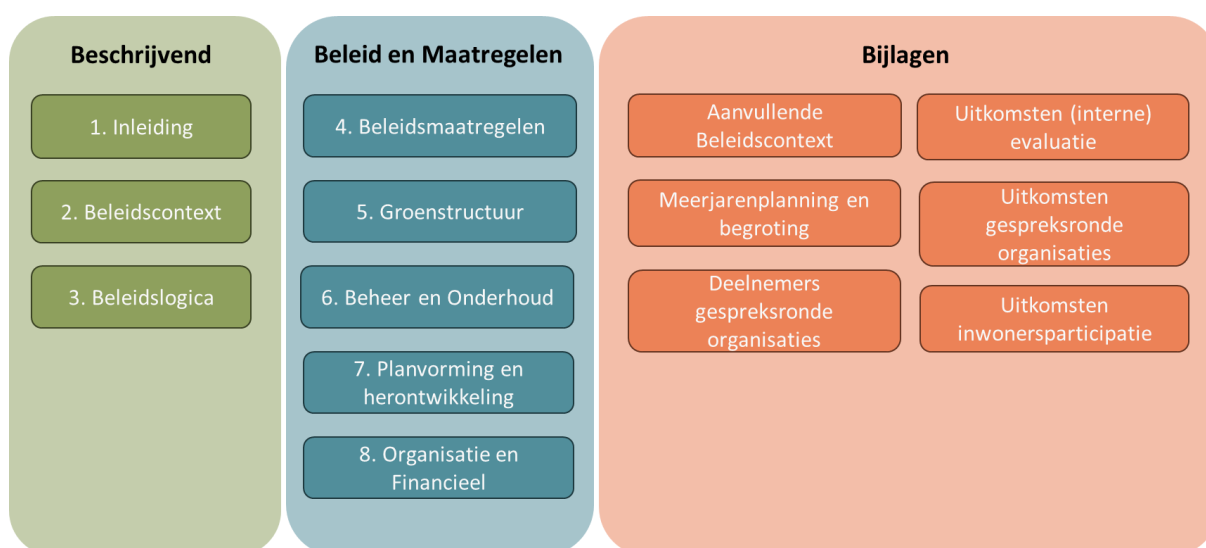 Beschrijvend
1. Inleiding
2. Beleidscontext
3. Beleidslogica
Beleid en Maatregelen
4. Beleidsmaatregelen
5. Groenstructuur
6. Beheer en Onderhoud
7. Planvorming en
herontwikkeling
8. Organisatie en
Financieel
Bijlagen
Aanvullende
Beleidscontext
Meerjarenplanning en
begroting
Deelnemers
gespreksronde
organisaties
Uitkomsten (interne)
evaluatie
Uitkomsten
gespreksronde
organisaties
Uitkomsten
inwonersparticipatie